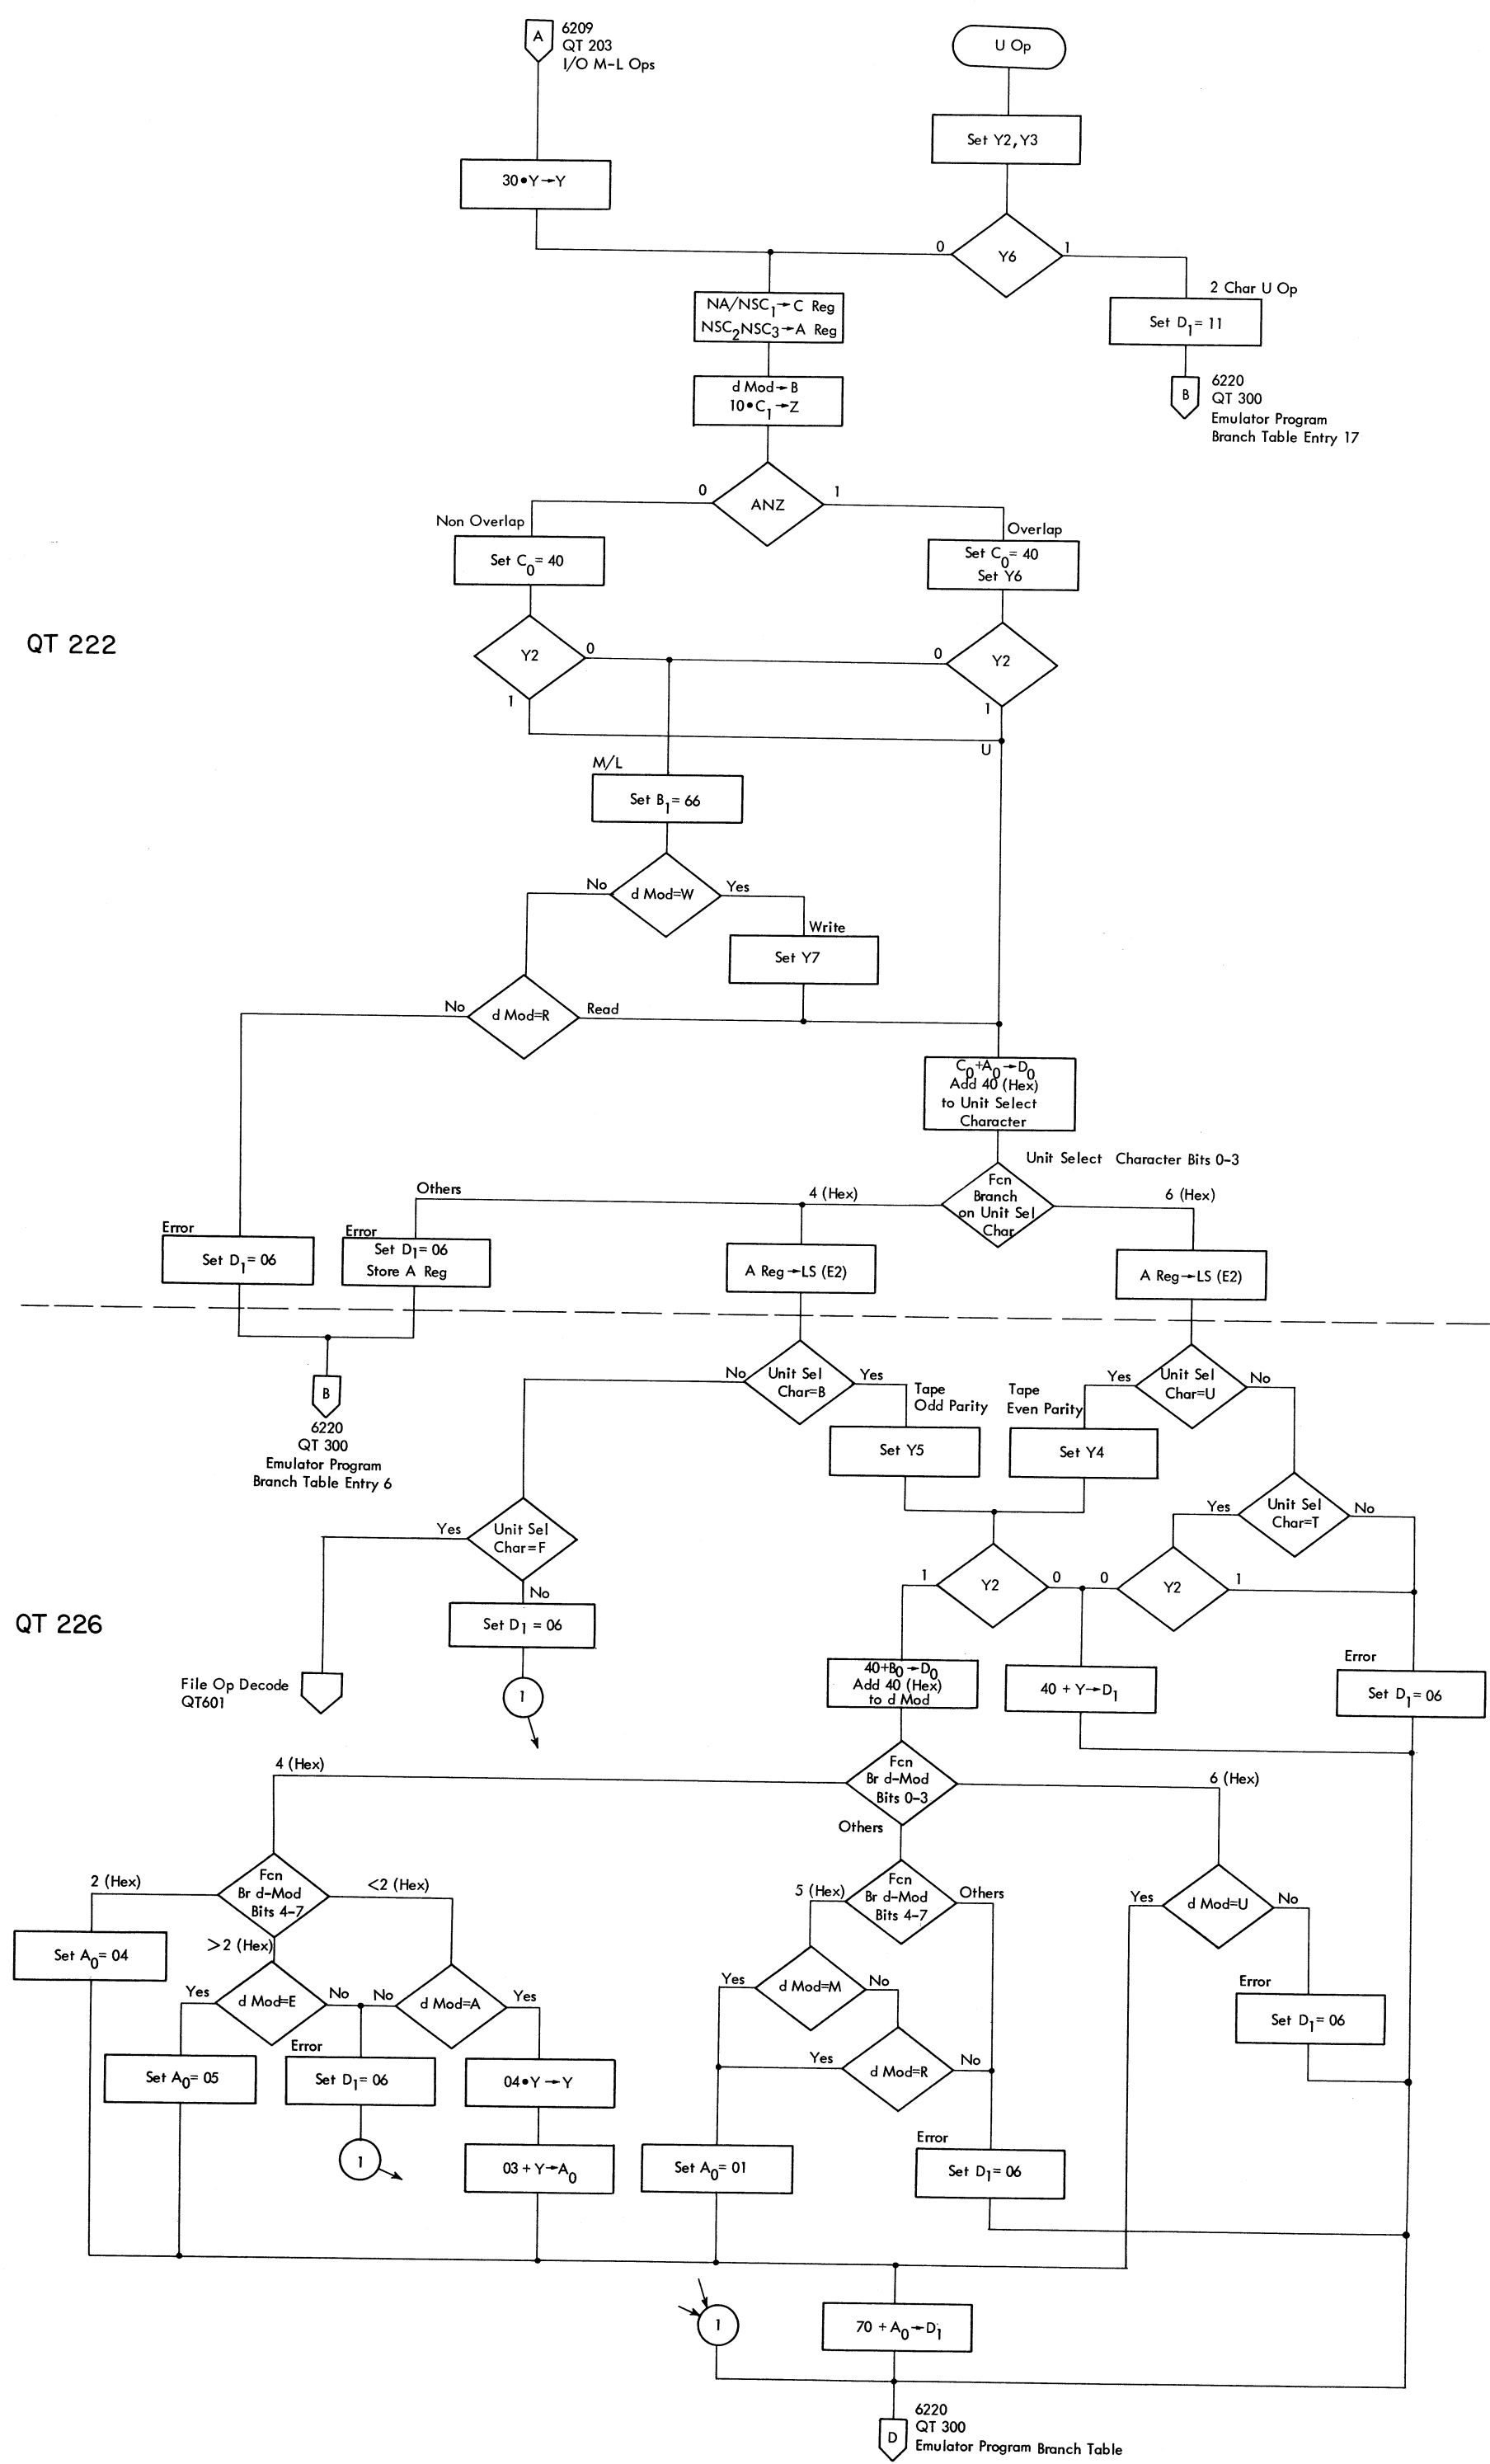 A
6209
QT 203
I/O M-L Ops
U Op
Set Y2,Y3
30•Y→Y
Y6
0
1
2 Char U Op
Set D1= 11
NA/NSC1→C Reg
NSC2NSC3→A Reg
d Mod→B
10•C1→Z
B
6220
QT 300
Emulator Program
Branch Table Entry 17
ANZ
0
1
Non Overlap
Set C0= 40
Overlap
Set C0= 40
Set Y6
QT 222
Y2
0
1
Y2
0
1
U
M/L
Set B1= 66
d Mod=W
No
Yes
Write
Set Y7
d Mod=R
No
Read
C0+A0→D0
Add 40 (Hex)
to Unit Select
Character
Unit Select Character Bits 0-3
Fcn
Branch
on Unit Sel
Char
Others
4 (Hex)
6 (Hex)
Error
Set D1= 06
Error
Set D1= 06
Store A Reg
A Reg→LS (E2)
A Reg→LS (E2)
B
6220
QT 300
Emulator Program
Branch Table Entry 6
Unit Sel
Char=B
No
Yes
Tape
Odd Parity
Set Y5
Unit Sel
Char=U
Yes
No
Tape
Even Parity
Set Y4
Unit Sel
Char=F
Yes
No
Unit Sel
Char=T
Yes
No
Y2
1
0
Y2
0
1
QT 226
Set D1 = 06
1
File Op Decode
QT601
40+B0→D0
Add 40 (Hex)
to d Mod
40 + Y→D1
Error
Set D1= 06
Fcn
Br d-Mod
Bits 0-3
4 (Hex)
6 (Hex)
Others
Fcn
Br d-Mod
Bits 4-7
2 (Hex)
<2 (Hex)
>2 (Hex)
Set A0= 04
Fcn
Br d-Mod
Bits 4-7
5 (Hex)
Others
d Mod=U
Yes
No
d Mod=E
Yes
No
d Mod=A
No
Yes
d Mod=M
Yes
No
Error
Set D1= 06
Set A0= 05
Error
Set D1= 06
04•Y→Y
d Mod=R
Yes
No
1
03 + Y→A0
Set A0= 01
Error
Set D1= 06
1
70 + A0→D1
D
6220
QT 300
Emulator Program Branch Table